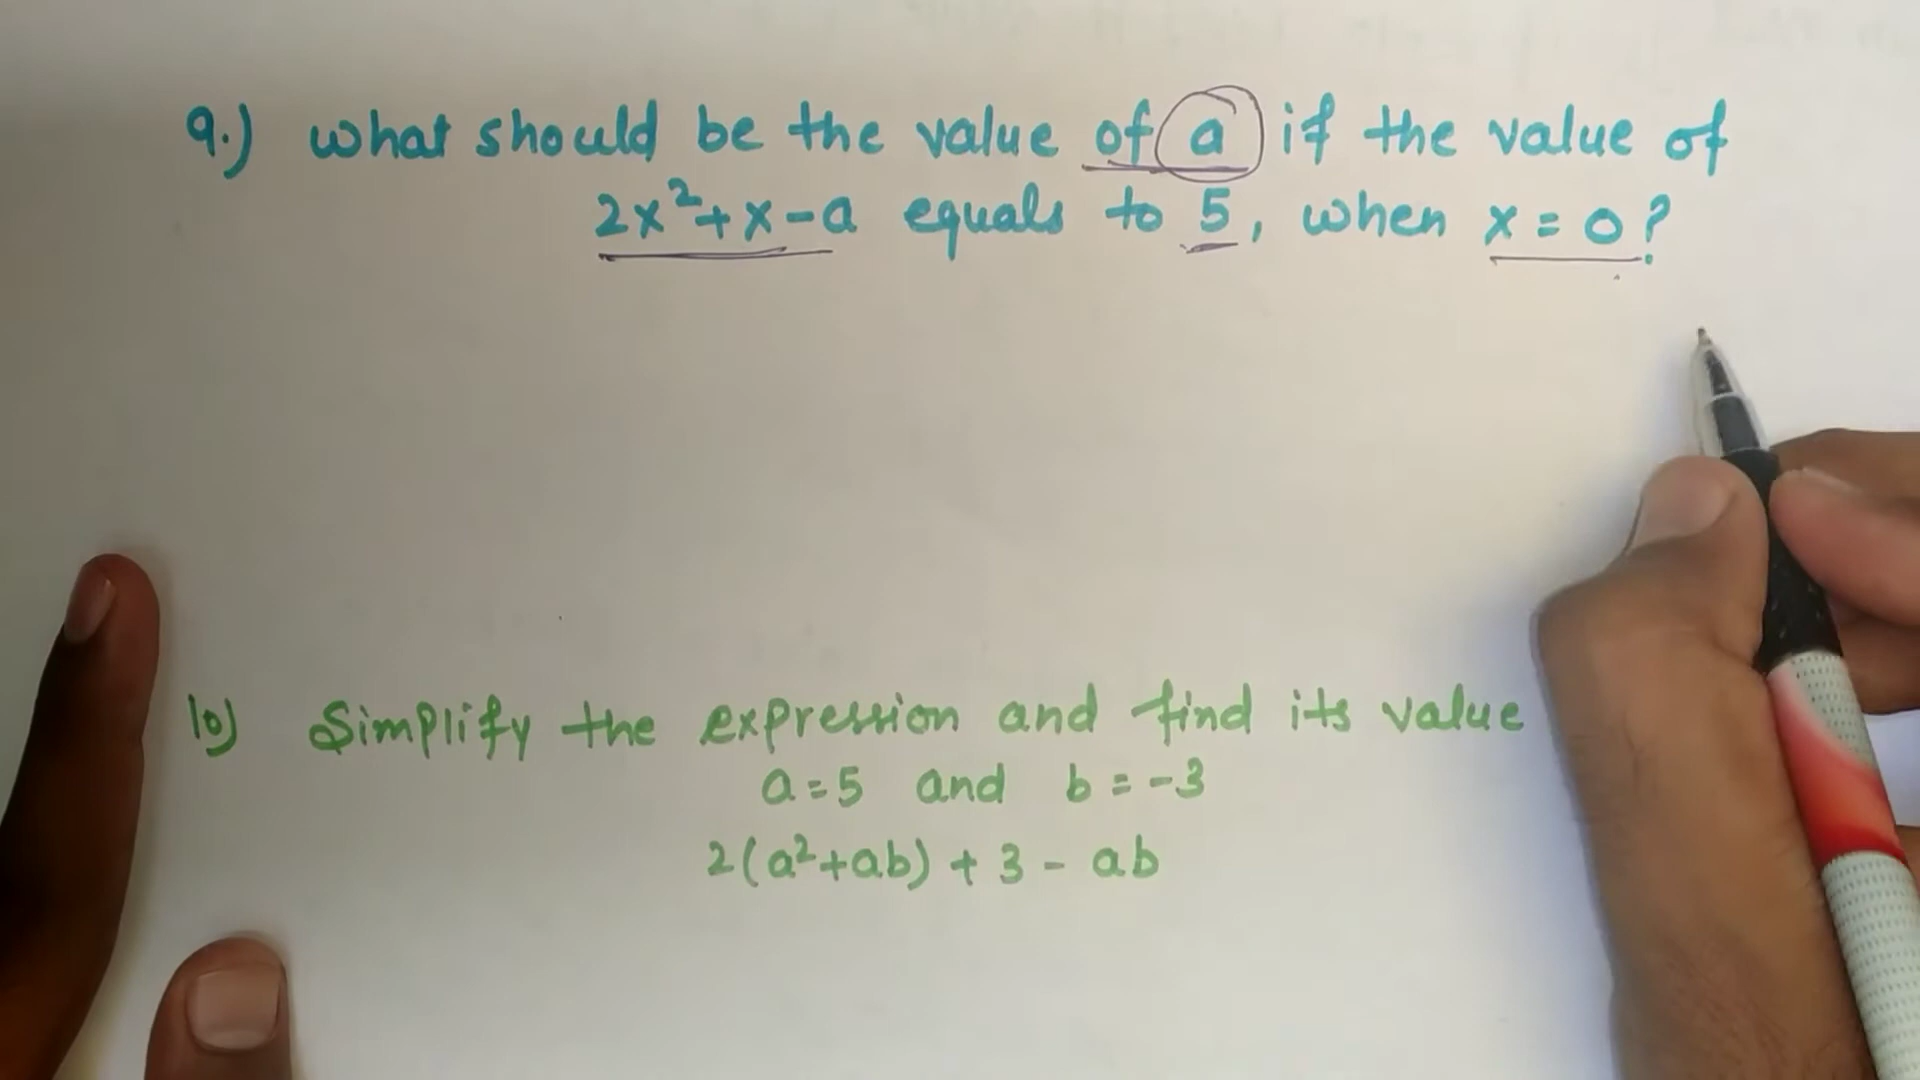 9.) what should be the value of a if the value of
2x²+x-a equals to 5, when x=0?
10) Simplify the expression and find its value
a=5 and b=-3
2(a²+ab)+3-ab